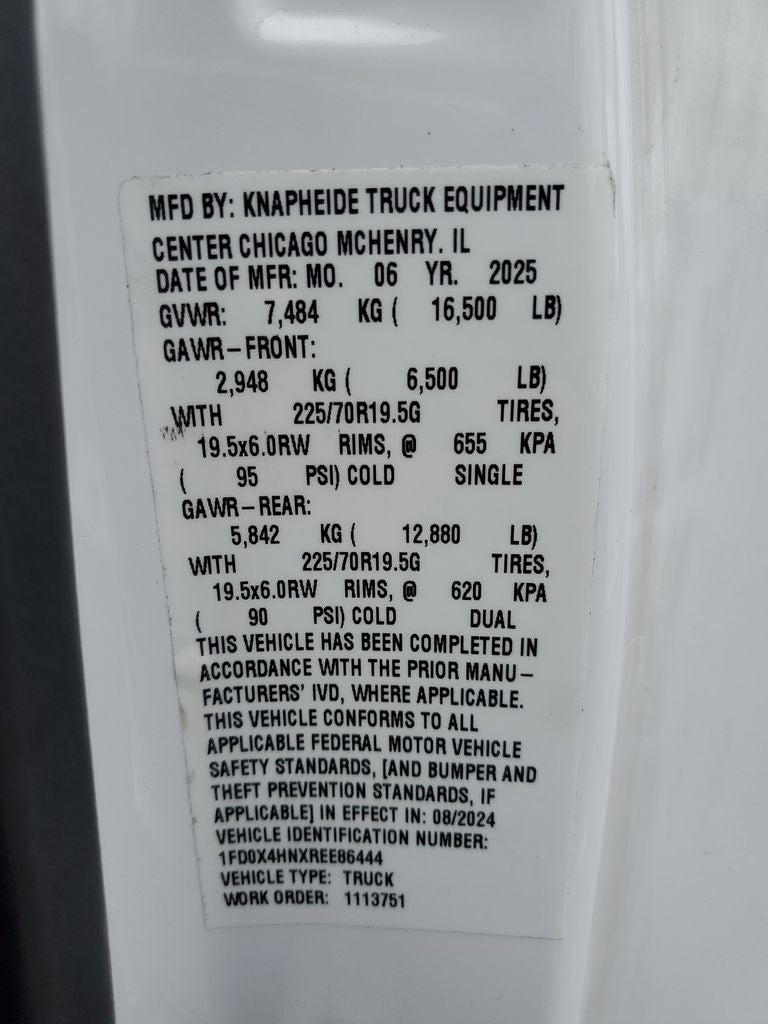 MFD BY: KNAPHEIDE TRUCK EQUIPMENT
CENTER CHICAGO MCHENRY. IL
DATE OF MFR: MO. 06 YR. 2025
GVWR: 7,484 KG ( 16,500 LB)
GAWR-FRONT:
2,948 KG ( 6,500 LB)
WITH 225/70R19.5G TIRES,
19.5x6.0RW RIMS, @ 655 KPA
( 95 PSI) COLD SINGLE
GAWR-REAR:
5,842 KG ( 12,880 LB)
WITH 225/70R19.5G TIRES,
19.5x6.0RW RIMS, @ 620 KPA
( 90 PSI) COLD DUAL
THIS VEHICLE HAS BEEN COMPLETED IN
ACCORDANCE WITH THE PRIOR MANU-
FACTURERS' IVD, WHERE APPLICABLE.
THIS VEHICLE CONFORMS TO ALL
APPLICABLE FEDERAL MOTOR VEHICLE
SAFETY STANDARDS, [AND BUMPER AND
THEFT PREVENTION STANDARDS, IF
APPLICABLE] IN EFFECT IN: 08/2024
VEHICLE IDENTIFICATION NUMBER:
1FD0X4HNXREE86444
VEHICLE TYPE: TRUCK
WORK ORDER: 1113751